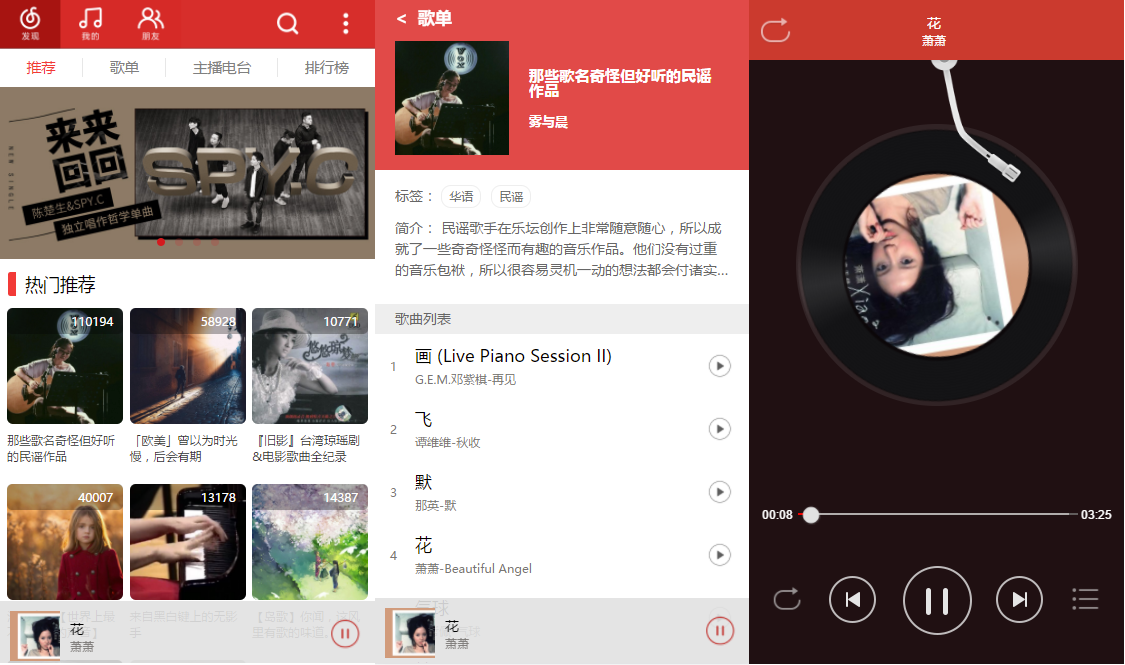 发现
我的
朋友
推荐
歌单
主播电台
排行榜
NEW SINGLE
来来
回回
SPY.C
陈楚生&SPY.C
独立唱作哲学单曲
热门推荐
110194
58928
10771
那些歌名奇怪但好听
的民谣作品
「欧美」曾以为时光
慢，后会有期
『旧影』台湾琼瑶剧
&电影歌曲全纪录
40007
13178
14387
来自黑白键上的无影
手
花
萧萧
< 歌单
那些歌名奇怪但好听的民谣
作品
雾与晨
标签：
华语
民谣
简介： 民谣歌手在乐坛创作上非常随意随心，所以成
就了一些奇奇怪怪而有趣的音乐作品。他们没有过重
的音乐包袱，所以很容易灵机一动的想法都会付诸实...
歌曲列表
1
画 (Live Piano Session II)
G.E.M.邓紫棋-再见
2
飞
谭维维-秋收
3
默
那英-默
4
花
萧萧-Beautiful Angel
气球
花
萧萧
花
萧萧
00:08
03:25